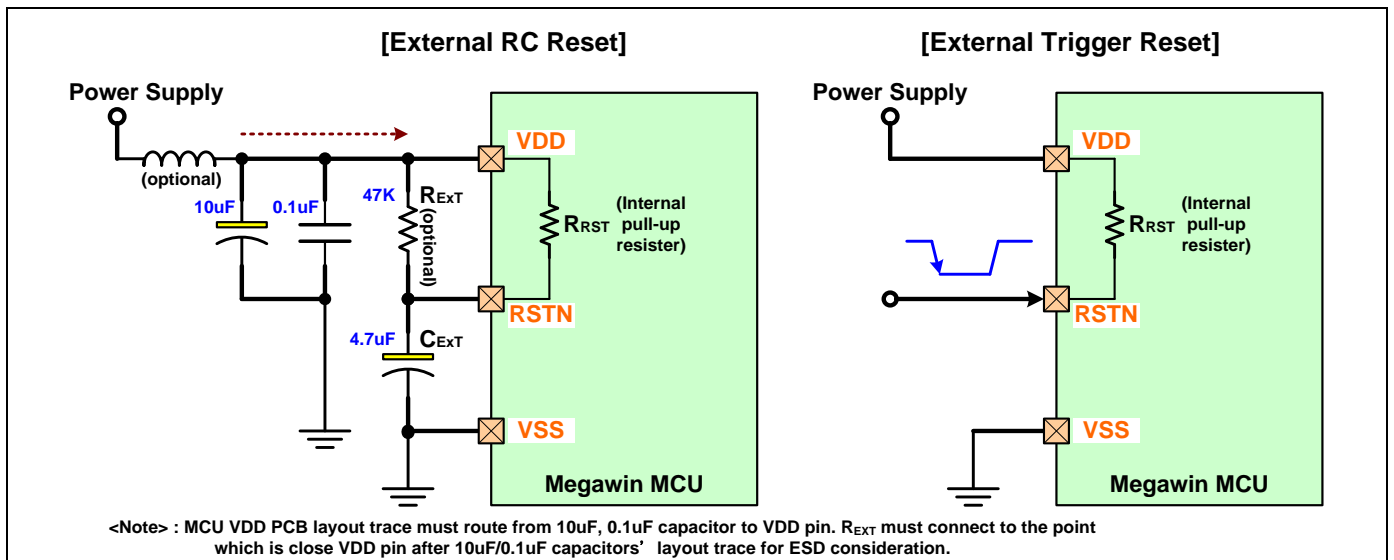 [External RC Reset]
Power Supply
(optional)
10uF
0.1uF
47K
RExT
(optional)
4.7uF
CExT
VDD
RRST
(Internal
pull-up
resister)
RSTN
VSS
Megawin MCU
[External Trigger Reset]
Power Supply
VDD
RRST
(Internal
pull-up
resister)
RSTN
VSS
Megawin MCU
<Note> : MCU VDD PCB layout trace must route from 10uF, 0.1uF capacitor to VDD pin. REXT must connect to the point
which is close VDD pin after 10uF/0.1uF capacitors’ layout trace for ESD consideration.